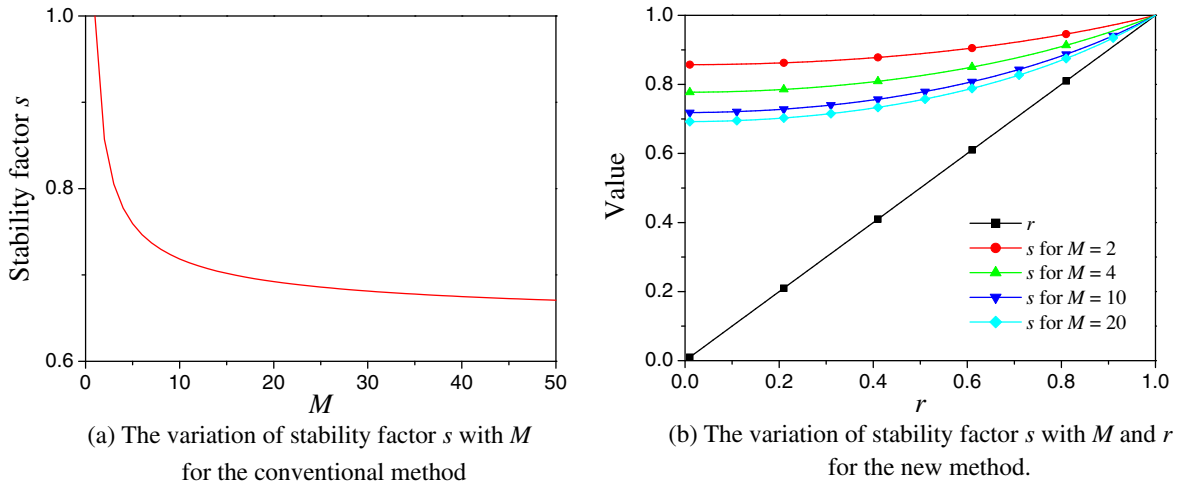 1.0
0.8
0.6
Stability factor s
0
10
20
30
40
50
M
(a) The variation of stability factor s with M
for the conventional method
1.0
0.8
0.6
0.4
0.2
0.0
Value
r
s for M = 2
s for M = 4
s for M = 10
s for M = 20
0.0
0.2
0.4
0.6
0.8
1.0
r
(b) The variation of stability factor s with M and r
for the new method.